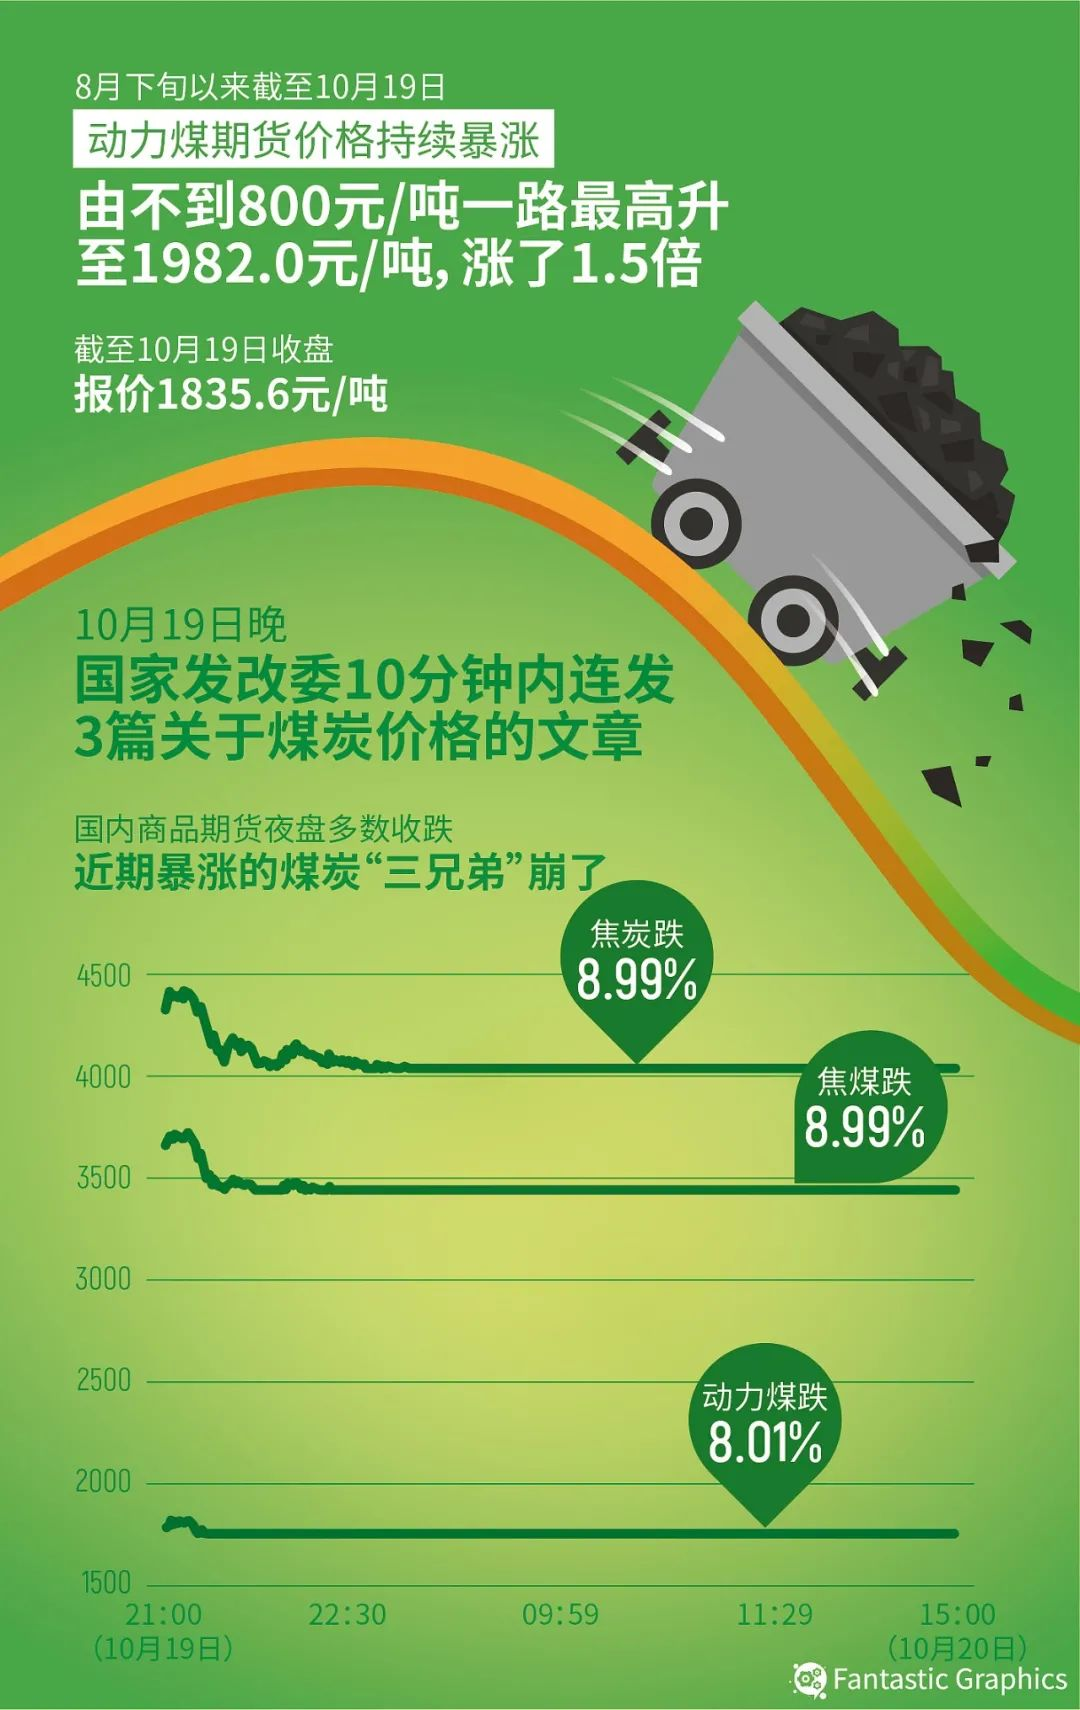 8月下旬以来截至10月19日
动力煤期货价格持续暴涨
由不到800元/吨一路最高升
至1982.0元/吨，涨了1.5倍
截至10月19日收盘
报价1835.6元/吨
10月19日晚
国家发改委10分钟内连发
3篇关于煤炭价格的文章
国内商品期货夜盘多数收跌
近期暴涨的煤炭“三兄弟”崩了
焦炭跌
8.99%
4500
4000
焦煤跌
8.99%
3500
3000
2500
动力煤跌
8.01%
2000
1500
21:00 22:30 09:59 11:29 15:00
（10月19日） （10月20日）
Fantastic Graphics